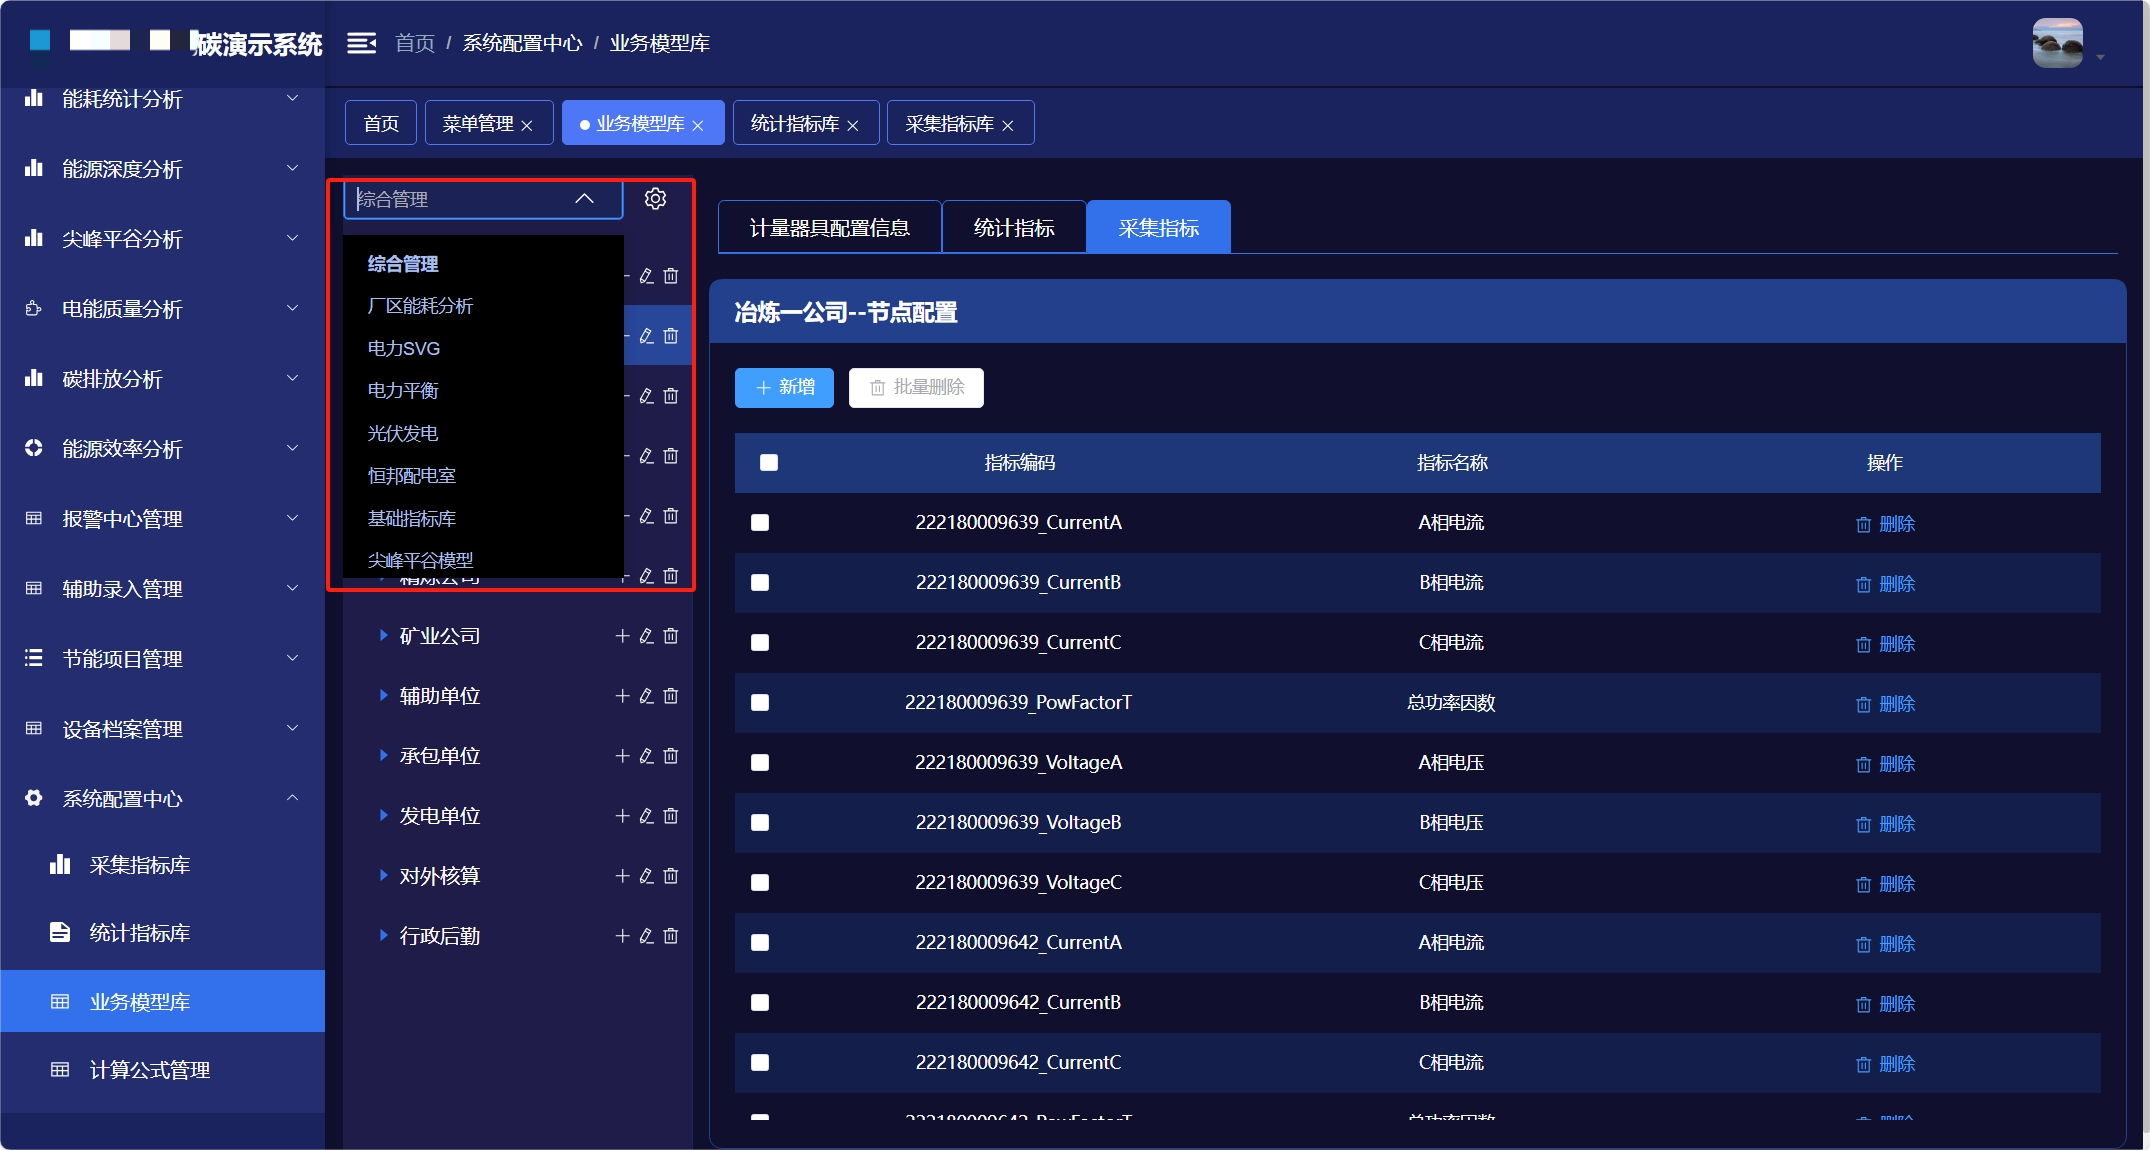 碳演示系统
首页 / 系统配置中心 / 业务模型库
能耗统计分析
能源深度分析
尖峰平谷分析
电能质量分析
碳排放分析
能源效率分析
报警中心管理
辅助录入管理
节能项目管理
设备档案管理
系统配置中心
采集指标库
统计指标库
业务模型库
计算公式管理
首页 菜单管理 业务模型库 统计指标库 采集指标库
综合管理
综合管理
厂区能耗分析
电力SVG
电力平衡
光伏发电
恒邦配电室
基础指标库
尖峰平谷模型
精炼公司
矿业公司
辅助单位
承包单位
发电单位
对外核算
行政后勤
计量器具配置信息 统计指标 采集指标
冶炼一公司--节点配置
新增 批量删除
指标编码 指标名称 操作
222180009639_CurrentA A相电流 删除
222180009639_CurrentB B相电流 删除
222180009639_CurrentC C相电流 删除
222180009639_PowFactorT 总功率因数 删除
222180009639_VoltageA A相电压 删除
222180009639_VoltageB B相电压 删除
222180009639_VoltageC C相电压 删除
222180009642_CurrentA A相电流 删除
222180009642_CurrentB B相电流 删除
222180009642_CurrentC C相电流 删除
222180009642_PowFactorT 总功率因数 删除